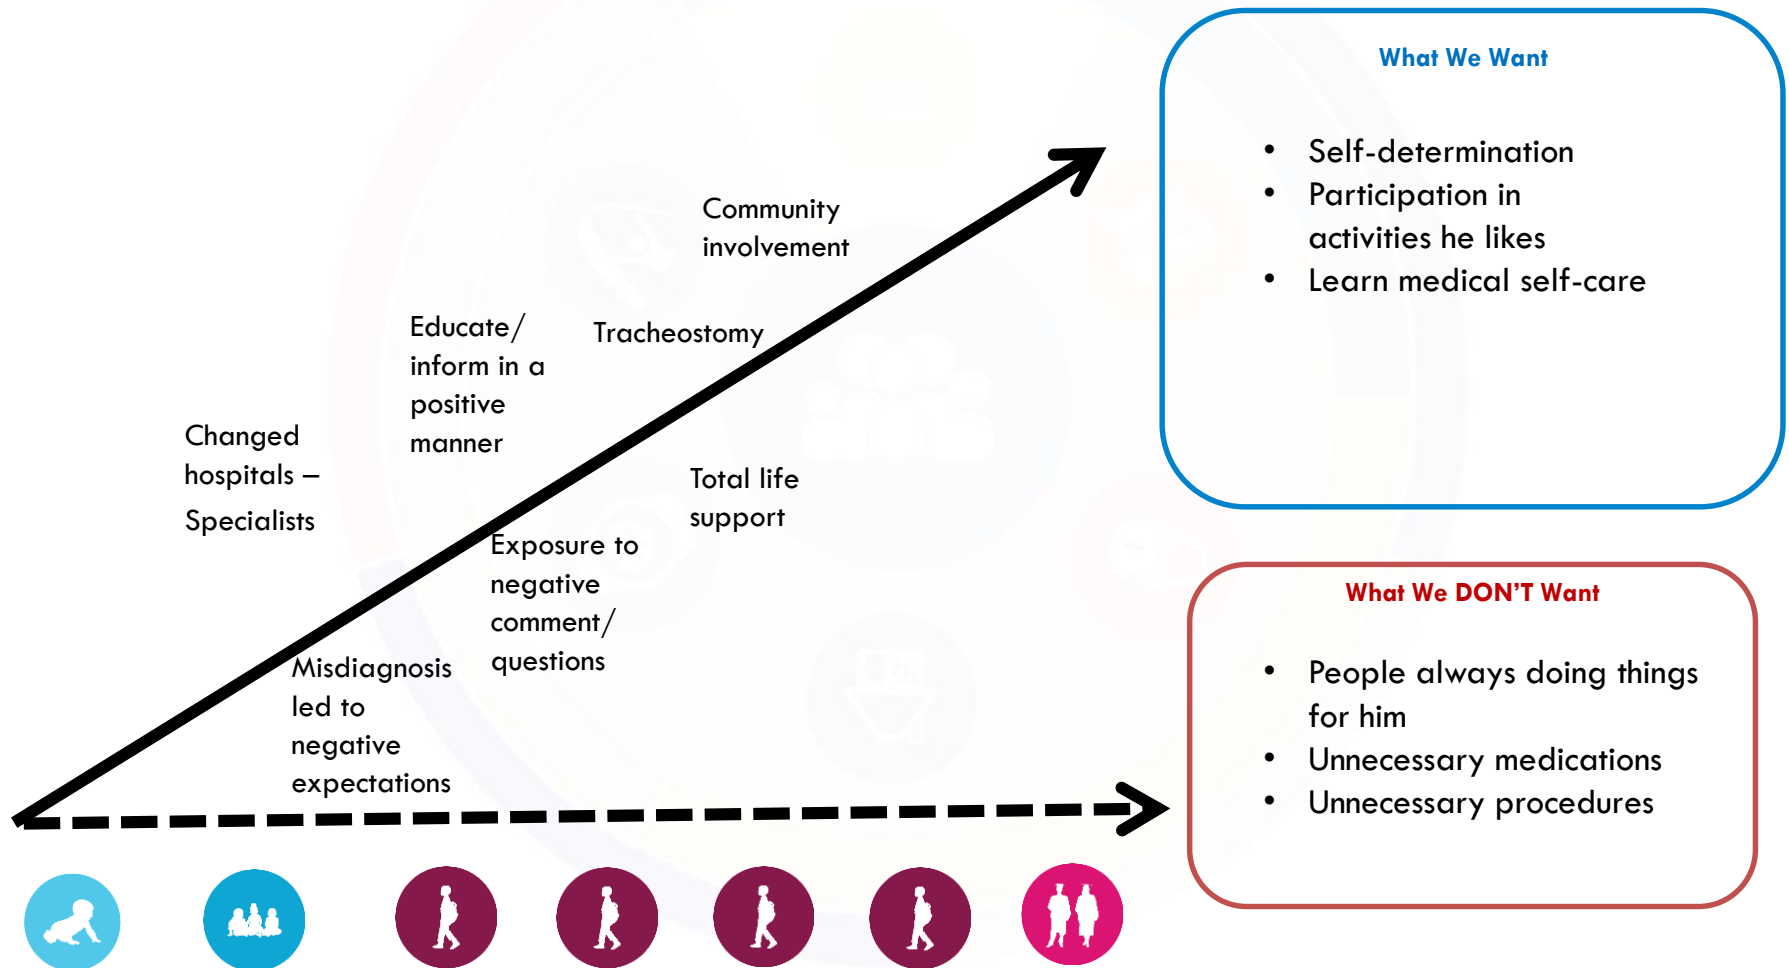 What We Want
• Self-determination
• Participation in
activities he likes
• Learn medical self-care
Community
involvement
Educate/
inform in a
positive
manner
Tracheostomy
Changed
hospitals –
Specialists
Total life
support
Exposure to
negative
comment/
questions
Misdiagnosis
led to
negative
expectations
What We DON'T Want
• People always doing things
for him
• Unnecessary medications
• Unnecessary procedures